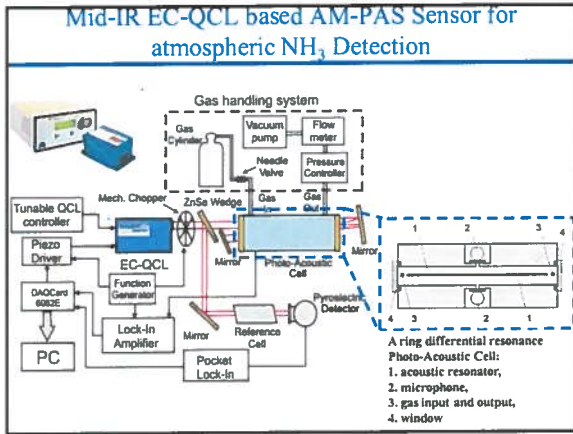 Mid-IR EC-QCL based AM-PAS Sensor for
atmospheric NH₃ Detection
Gas handling system
Gas
Cylinder
Vacuum
pump
Flow
meter
Needle
Valve
Pressure
Controller
Mech. Chopper
ZnSe Wedge
Gas
In
Gas
Out
Tunable QCL
controller
Piezo
Driver
EC-QCL
Mirror
Photo-Acoustic
Cell
Mirror
Function
Generator
DAQCard
6062E
Lock-In
Amplifier
Pyroelectric
Detector
Mirror
Reference
Cell
PC
Pocket
Lock-In
1
2
3
4
4
3
2
1
A ring differential resonance
Photo-Acoustic Cell:
1. acoustic resonator,
2. microphone,
3. gas input and output,
4. window